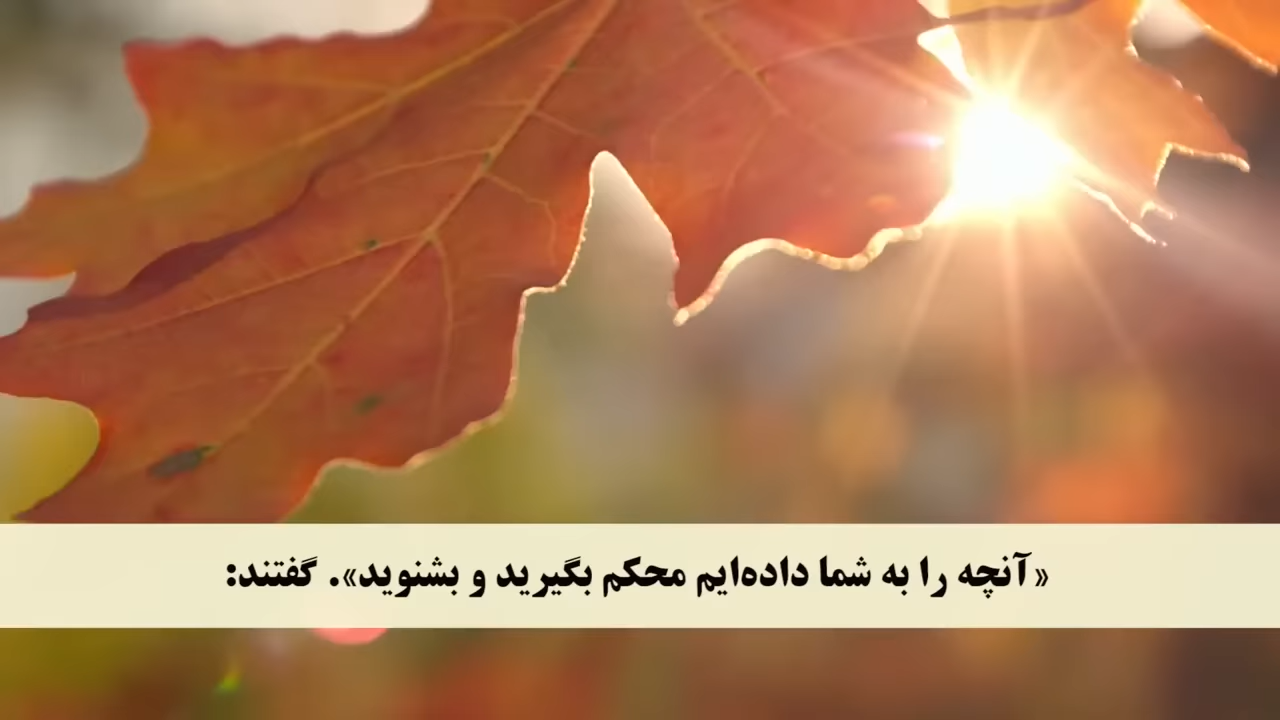 «آنچه را به شما داده‌ایم محکم بگیرید و بشنوید». گفتند: